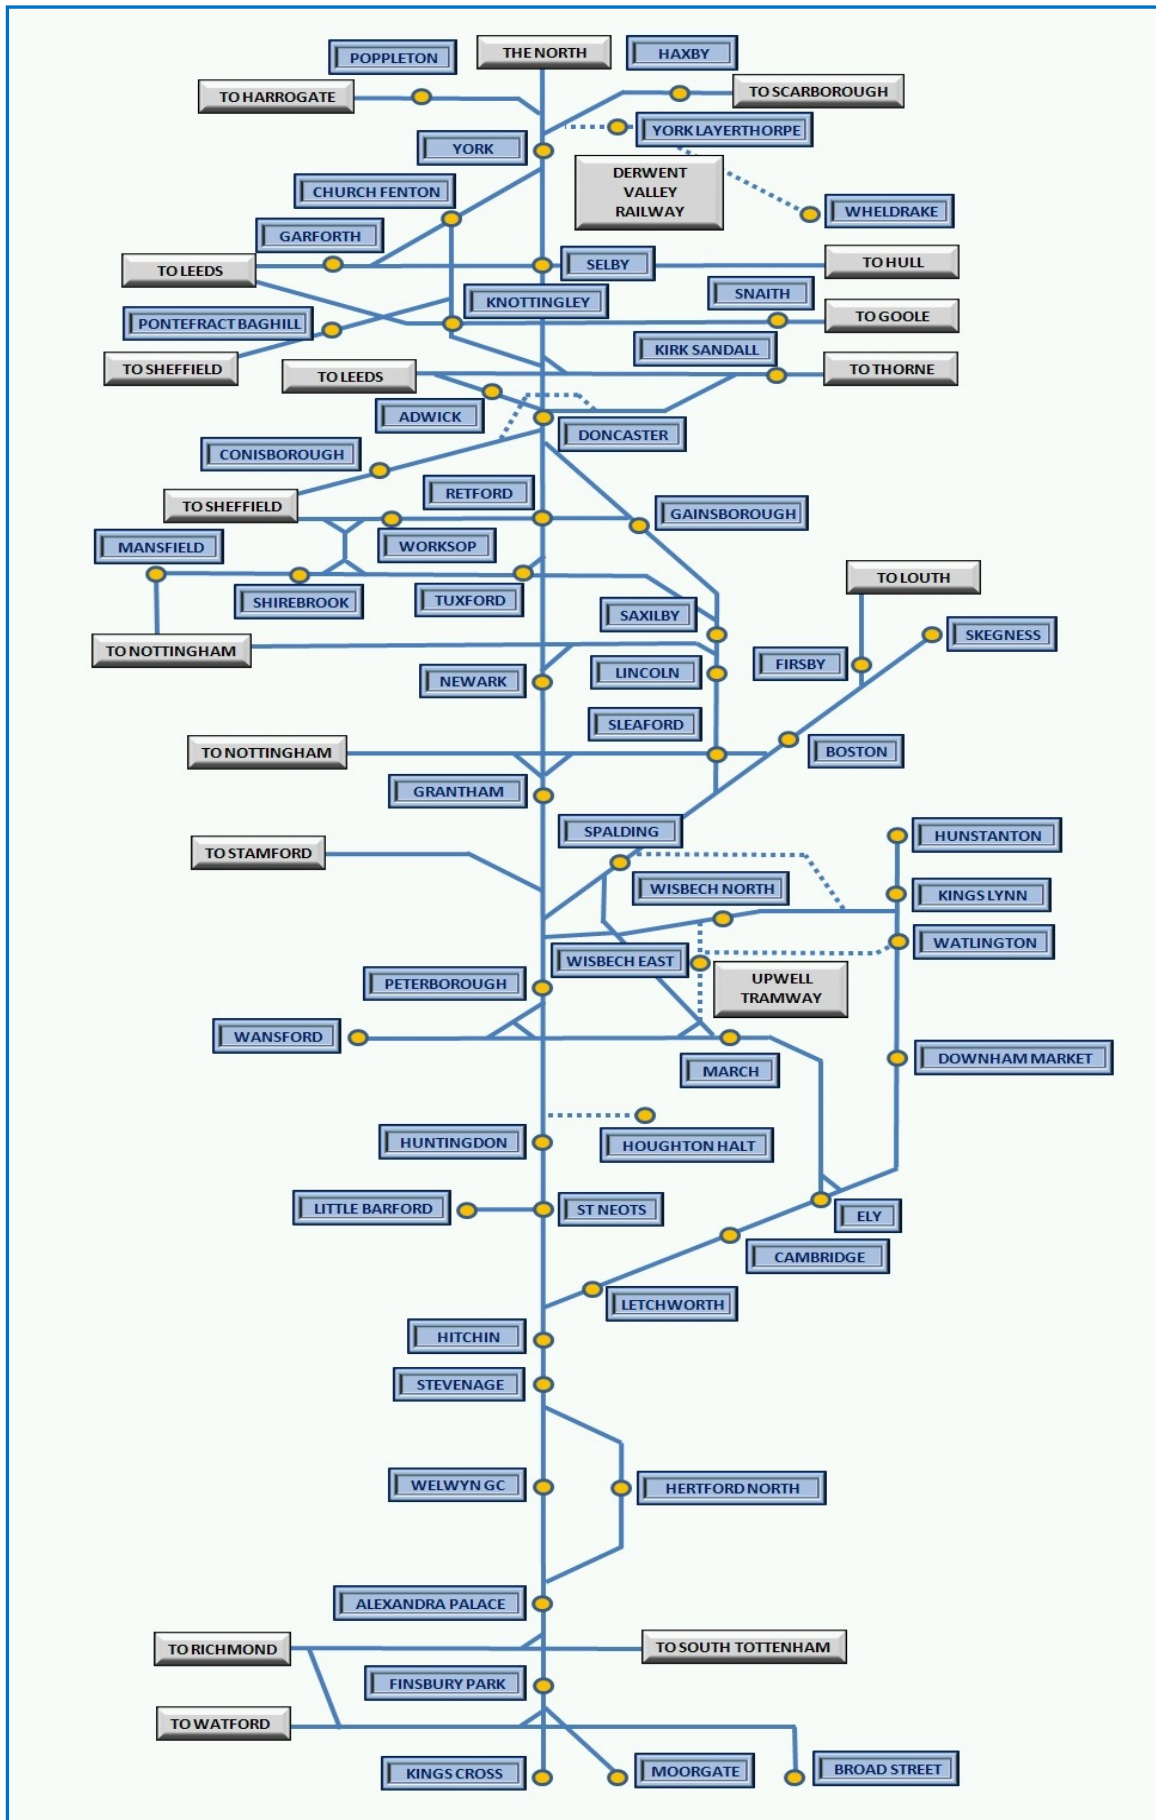 THE NORTH
HAXBY
POPPLETON
TO HARROGATE
TO SCARBOROUGH
YORK LAYERTHORPE
YORK
DERWENT
VALLEY
RAILWAY
CHURCH FENTON
WHELDRAKE
GARFORTH
TO LEEDS
SELBY
TO HULL
SNAITH
KNOTTINGLEY
TO GOOLE
PONTEFRACT BAGHILL
KIRK SANDALL
TO SHEFFIELD
TO LEEDS
TO THORNE
ADWICK
DONCASTER
CONISBOROUGH
RETFORD
TO SHEFFIELD
GAINSBOROUGH
MANSFIELD
WORKSOP
TO LOUTH
SHIREBROOK
TUXFORD
SAXILBY
SKEGNESS
TO NOTTINGHAM
FIRSBY
NEWARK
LINCOLN
SLEAFORD
TO NOTTINGHAM
BOSTON
GRANTHAM
SPALDING
HUNSTANTON
TO STAMFORD
WISBECH NORTH
KINGS LYNN
WATLINGTON
WISBECH EAST
PETERBOROUGH
UPWELL
TRAMWAY
WANSFORD
DOWNHAM MARKET
MARCH
HUNTINGDON
HOUGHTON HALT
LITTLE BARFORD
ST NEOTS
ELY
CAMBRIDGE
LETCHWORTH
HITCHIN
STEVENAGE
WELWYN GC
HERTFORD NORTH
ALEXANDRA PALACE
TO RICHMOND
TO SOUTH TOTTENHAM
FINSBURY PARK
TO WATFORD
KINGS CROSS
MOORGATE
BROAD STREET